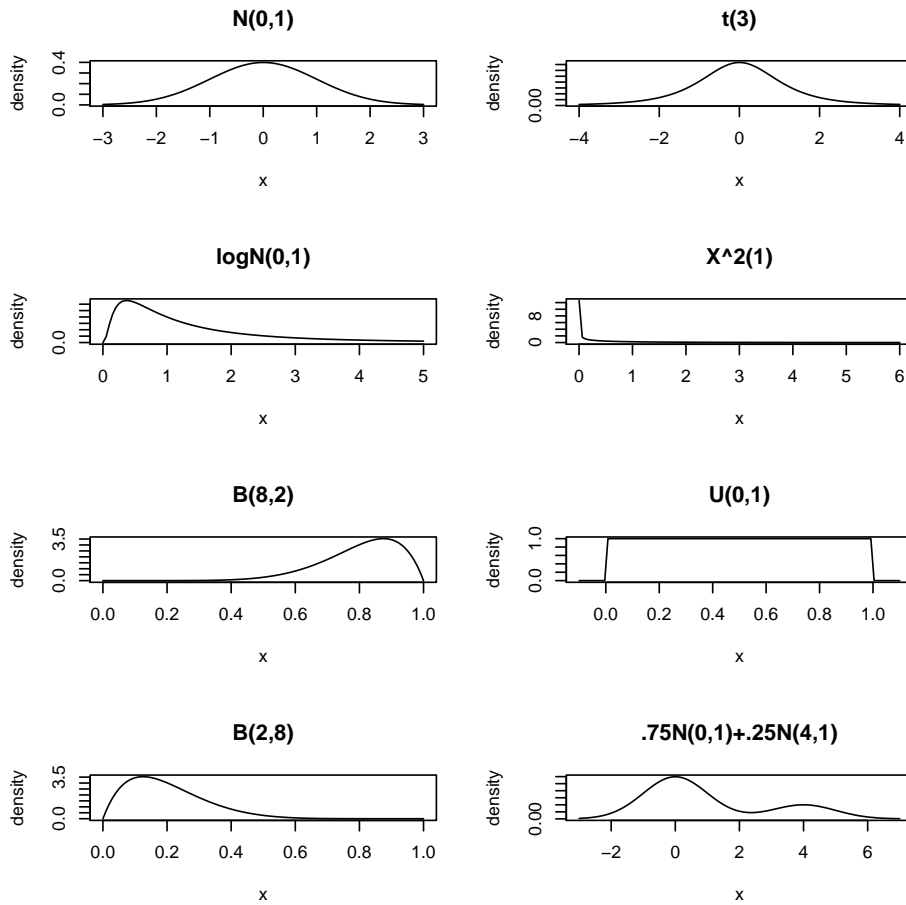 N(0,1)
density
0.0 0.4
−3 −2 −1 0 1 2 3
x
t(3)
density
0.00
−4 −2 0 2 4
x
logN(0,1)
density
0.0
0 1 2 3 4 5
x
X^2(1)
density
0 8
0 1 2 3 4 5 6
x
B(8,2)
density
0.0 3.5
0.0 0.2 0.4 0.6 0.8 1.0
x
U(0,1)
density
0.0 1.0
0.0 0.2 0.4 0.6 0.8 1.0
x
B(2,8)
density
0.0 3.5
0.0 0.2 0.4 0.6 0.8 1.0
x
.75N(0,1)+.25N(4,1)
density
0.00
−2 0 2 4 6
x